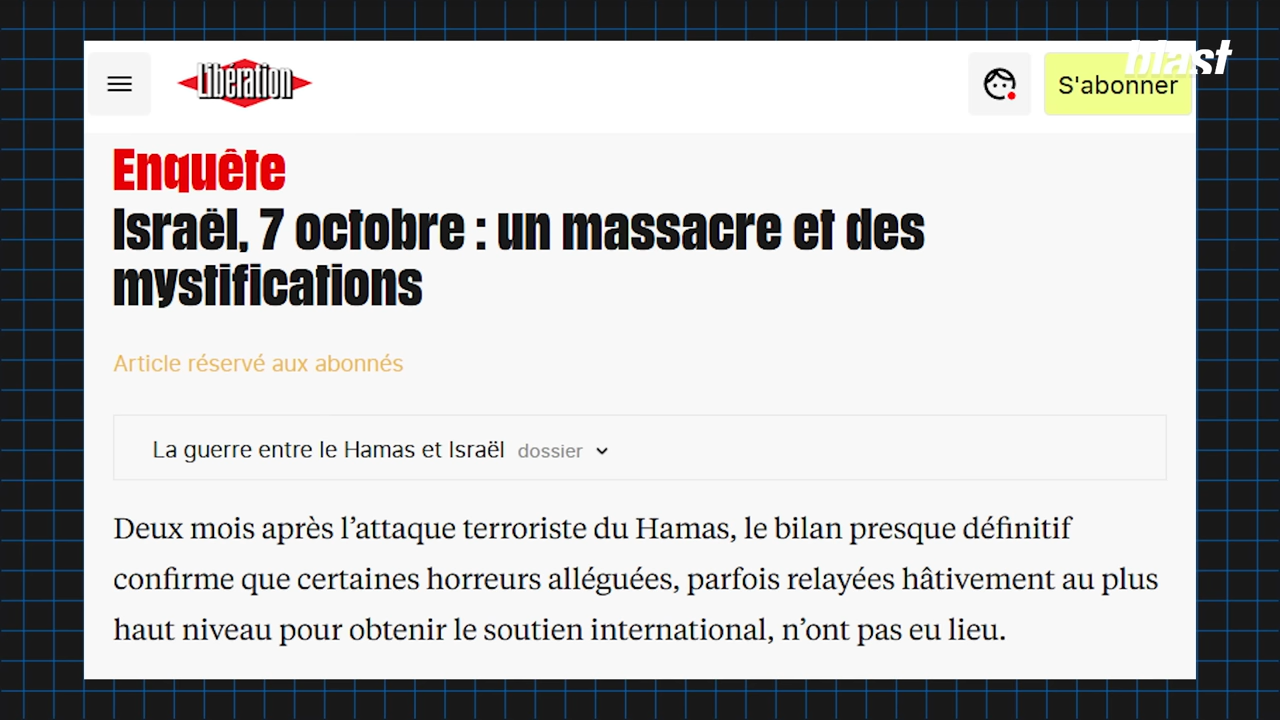 blast
Libération
S'abonner
Enquête
Israël, 7 octobre : un massacre et des
mystifications
Article réservé aux abonnés
La guerre entre le Hamas et Israël dossier
Deux mois après l’attaque terroriste du Hamas, le bilan presque définitif
confirme que certaines horreurs alléguées, parfois relayées hâtivement au plus
haut niveau pour obtenir le soutien international, n’ont pas eu lieu.